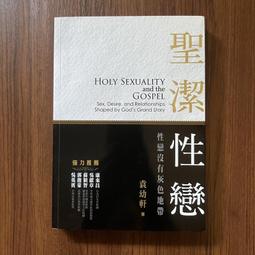 聖潔性戀
HOLY SEXUALITY
and the
GOSPEL
Sex, Desire, and Relationships
Shaped by God's Grand Story
性戀沒有灰色地帶
袁幼軒
著
強力推薦